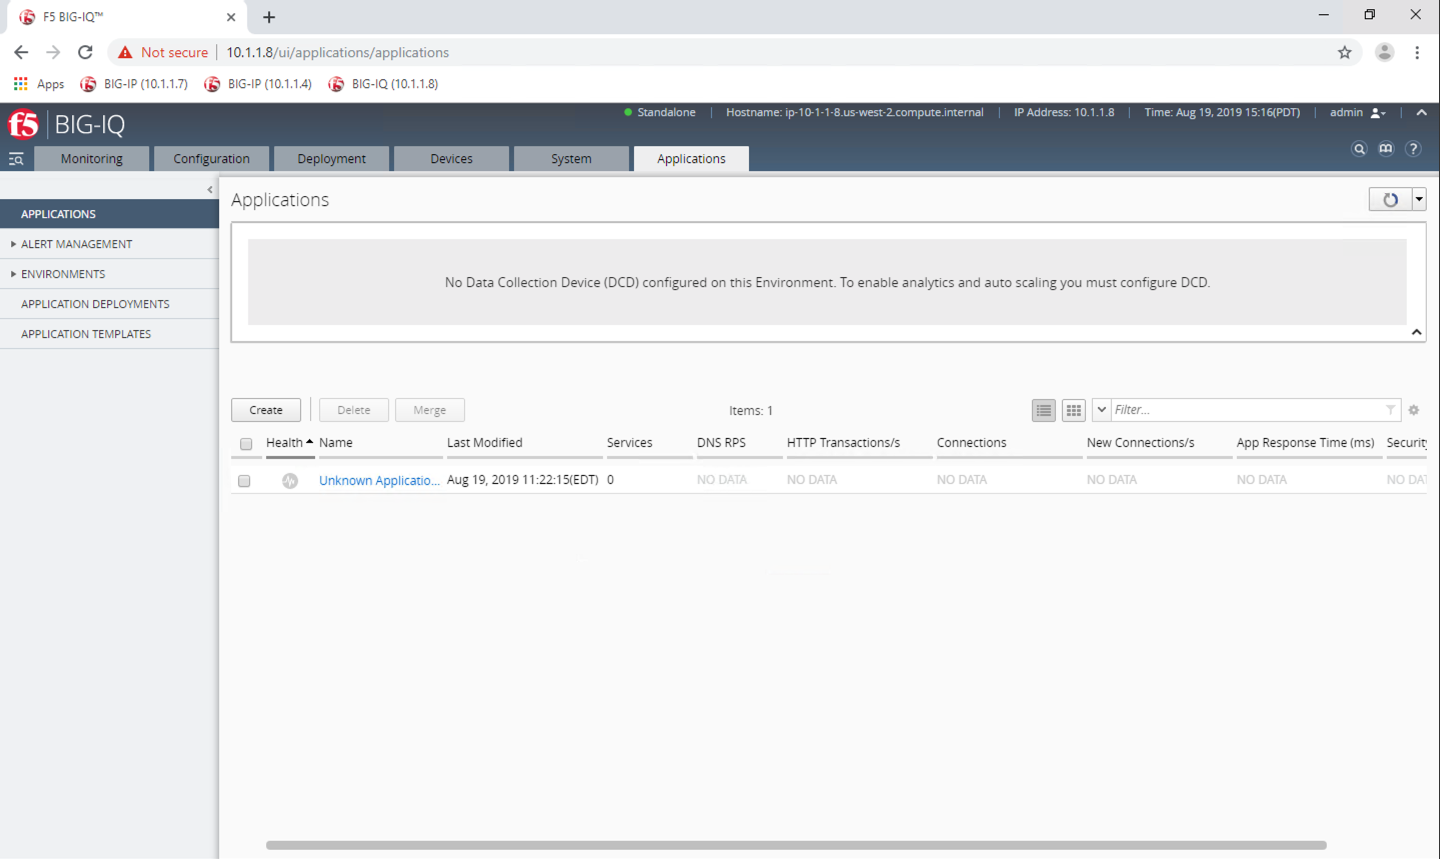 F5 BIG-IQ™
Not secure 10.1.1.8/ui/applications/applications
Apps BIG-IP (10.1.1.7) BIG-IP (10.1.1.4) BIG-IQ (10.1.1.8)
Standalone Hostname: ip-10-1-1-8.us-west-2.compute.internal IP Address: 10.1.1.8 Time: Aug 19, 2019 15:16(PDT) admin
f5 BIG-IQ
Monitoring Configuration Deployment Devices System Applications
APPLICATIONS
ALERT MANAGEMENT
ENVIRONMENTS
APPLICATION DEPLOYMENTS
APPLICATION TEMPLATES
Applications
No Data Collection Device (DCD) configured on this Environment. To enable analytics and auto scaling you must configure DCD.
Create Delete Merge Items: 1 Filter...
Health Name Last Modified Services DNS RPS HTTP Transactions/s Connections New Connections/s App Response Time (ms) Security
Unknown Applicatio... Aug 19, 2019 11:22:15(EDT) 0 NO DATA NO DATA NO DATA NO DATA NO DATA NO DAT